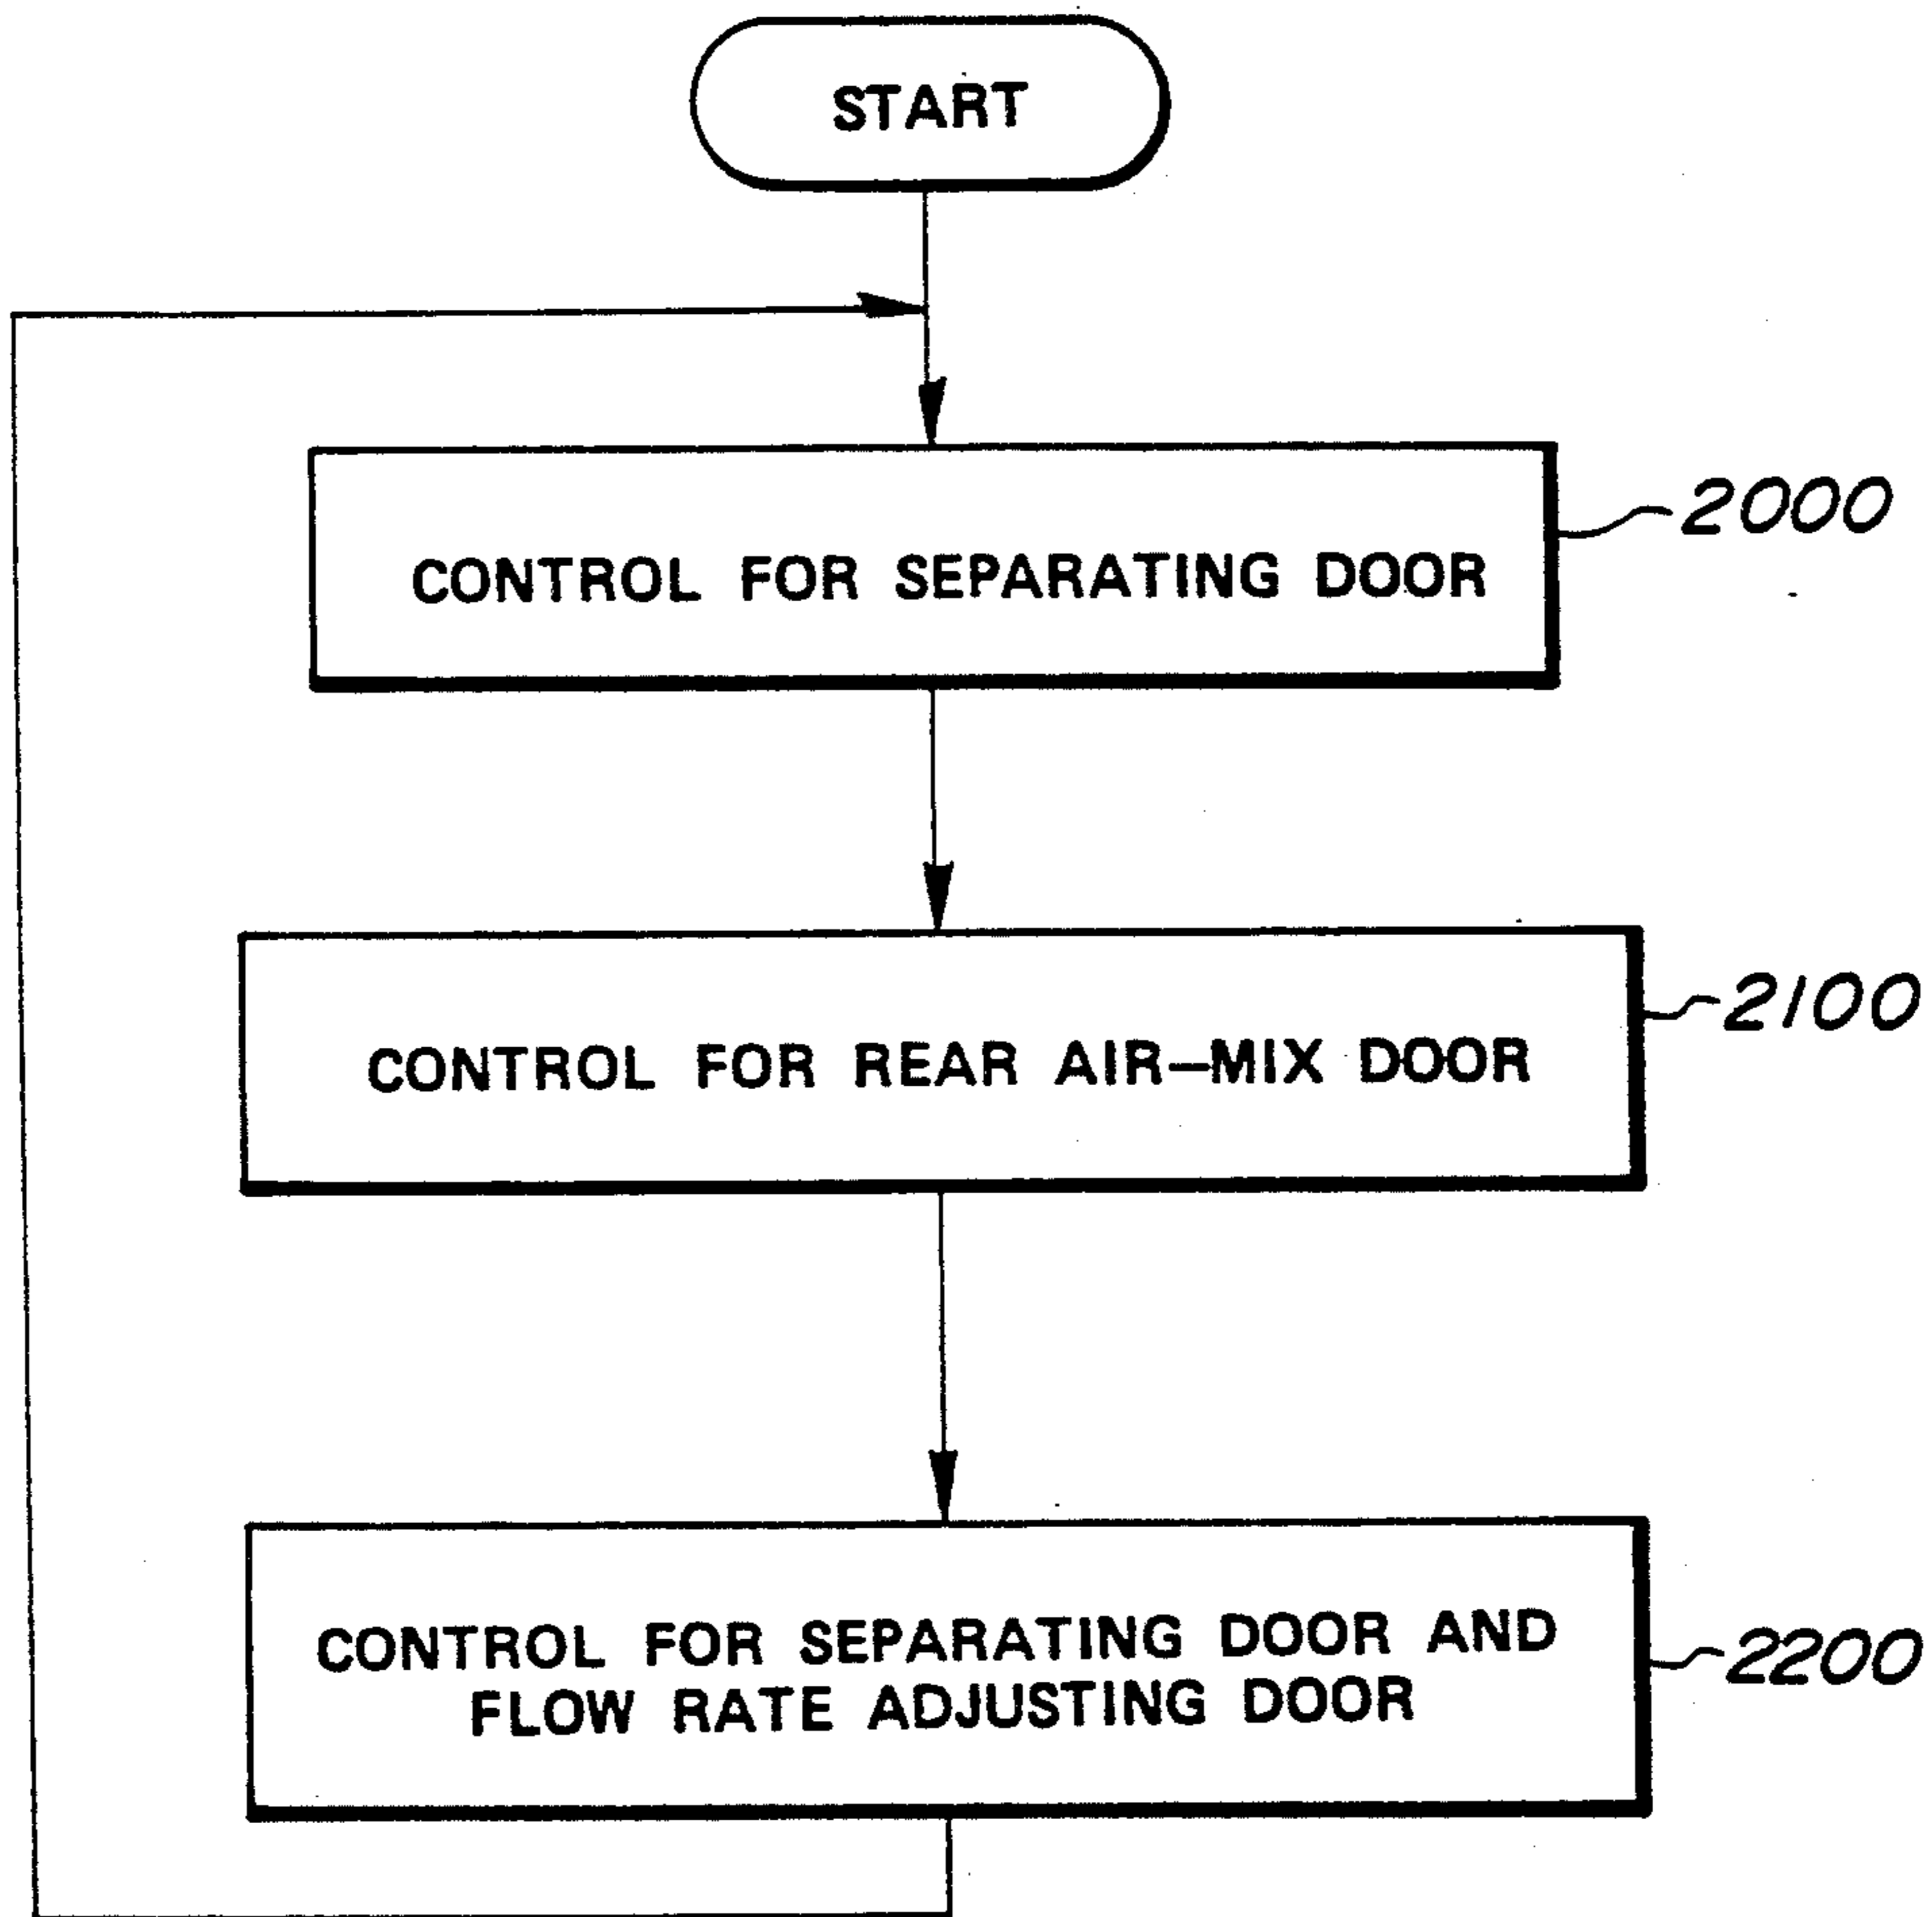 START
CONTROL FOR SEPARATING DOOR
2000
CONTROL FOR REAR AIR-MIX DOOR
2100
CONTROL FOR SEPARATING DOOR AND
FLOW RATE ADJUSTING DOOR
2200